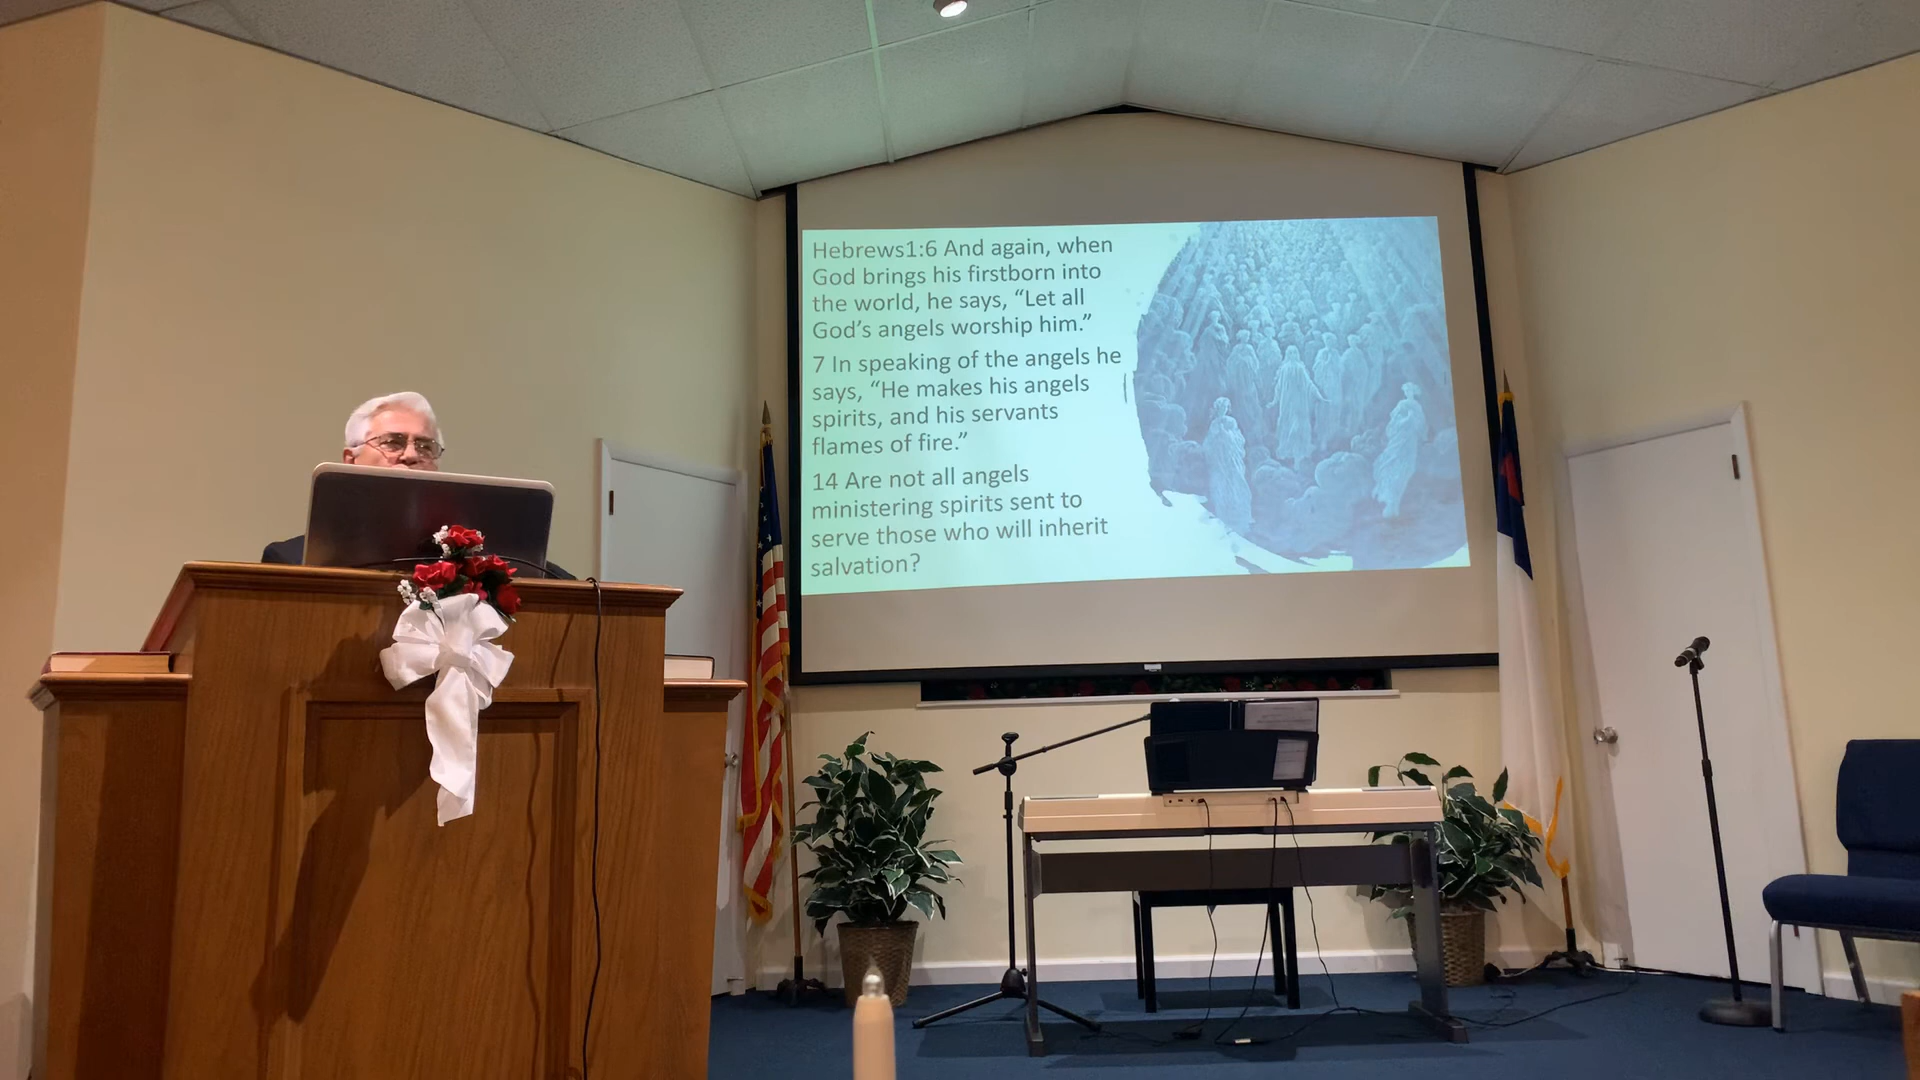 Hebrews1:6 And again, when
God brings his firstborn into
the world, he says, “Let all
God’s angels worship him.”
7 In speaking of the angels he
says, “He makes his angels
spirits, and his servants
flames of fire.”
14 Are not all angels
ministering spirits sent to
serve those who will inherit
salvation?